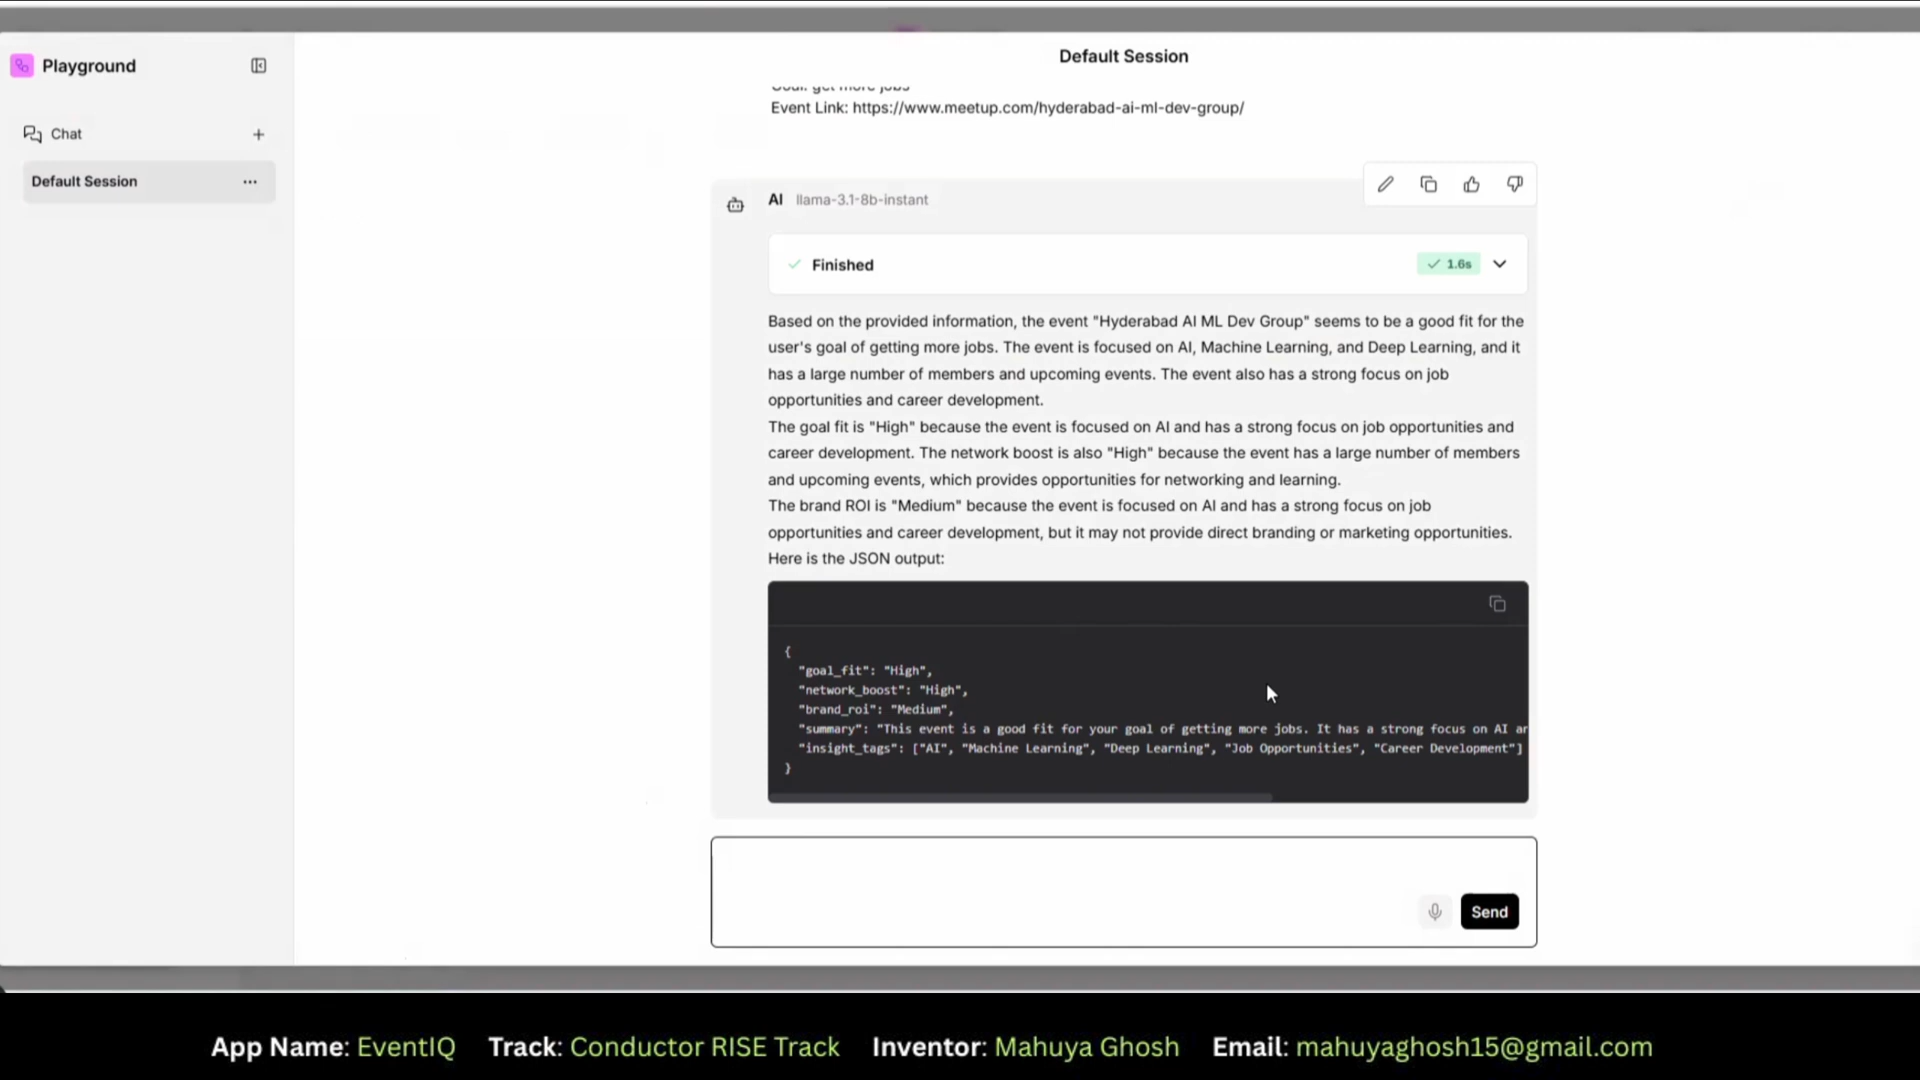 Playground
Default Session
Chat
Default Session
Goal: get more jobs
Event Link: https://www.meetup.com/hyderabad-ai-ml-dev-group/
AI llama-3.1-8b-instant
Finished
1.6s
Based on the provided information, the event "Hyderabad AI ML Dev Group" seems to be a good fit for the
user's goal of getting more jobs. The event is focused on AI, Machine Learning, and Deep Learning, and it
has a large number of members and upcoming events. The event also has a strong focus on job
opportunities and career development.
The goal fit is "High" because the event is focused on AI and has a strong focus on job opportunities and
career development. The network boost is also "High" because the event has a large number of members
and upcoming events, which provides opportunities for networking and learning.
The brand ROI is "Medium" because the event is focused on AI and has a strong focus on job
opportunities and career development, but it may not provide direct branding or marketing opportunities.
Here is the JSON output:
{
"goal_fit": "High",
"network_boost": "High",
"brand_roi": "Medium",
"summary": "This event is a good fit for your goal of getting more jobs. It has a strong focus on AI ar
"insight_tags": ["AI", "Machine Learning", "Deep Learning", "Job Opportunities", "Career Development"]
}
Send
App Name: EventIQ Track: Conductor RISE Track Inventor: Mahuya Ghosh Email: mahuyaghosh15@gmail.com